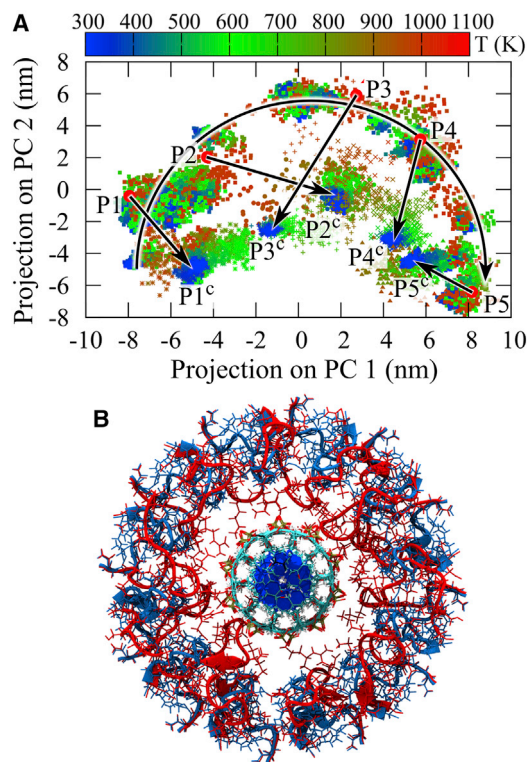 A
300 400 500 600 700 800 900 1000 1100
T (K)
8
6
4
2
0
-2
-4
-6
-8
Projection on PC 2 (nm)
P3
P4
P2
P1
P2ᶜ
P3ᶜ
P4ᶜ
P5ᶜ
P1ᶜ
P5
-10 -8 -6 -4 -2 0 2 4 6 8 10
Projection on PC 1 (nm)
B